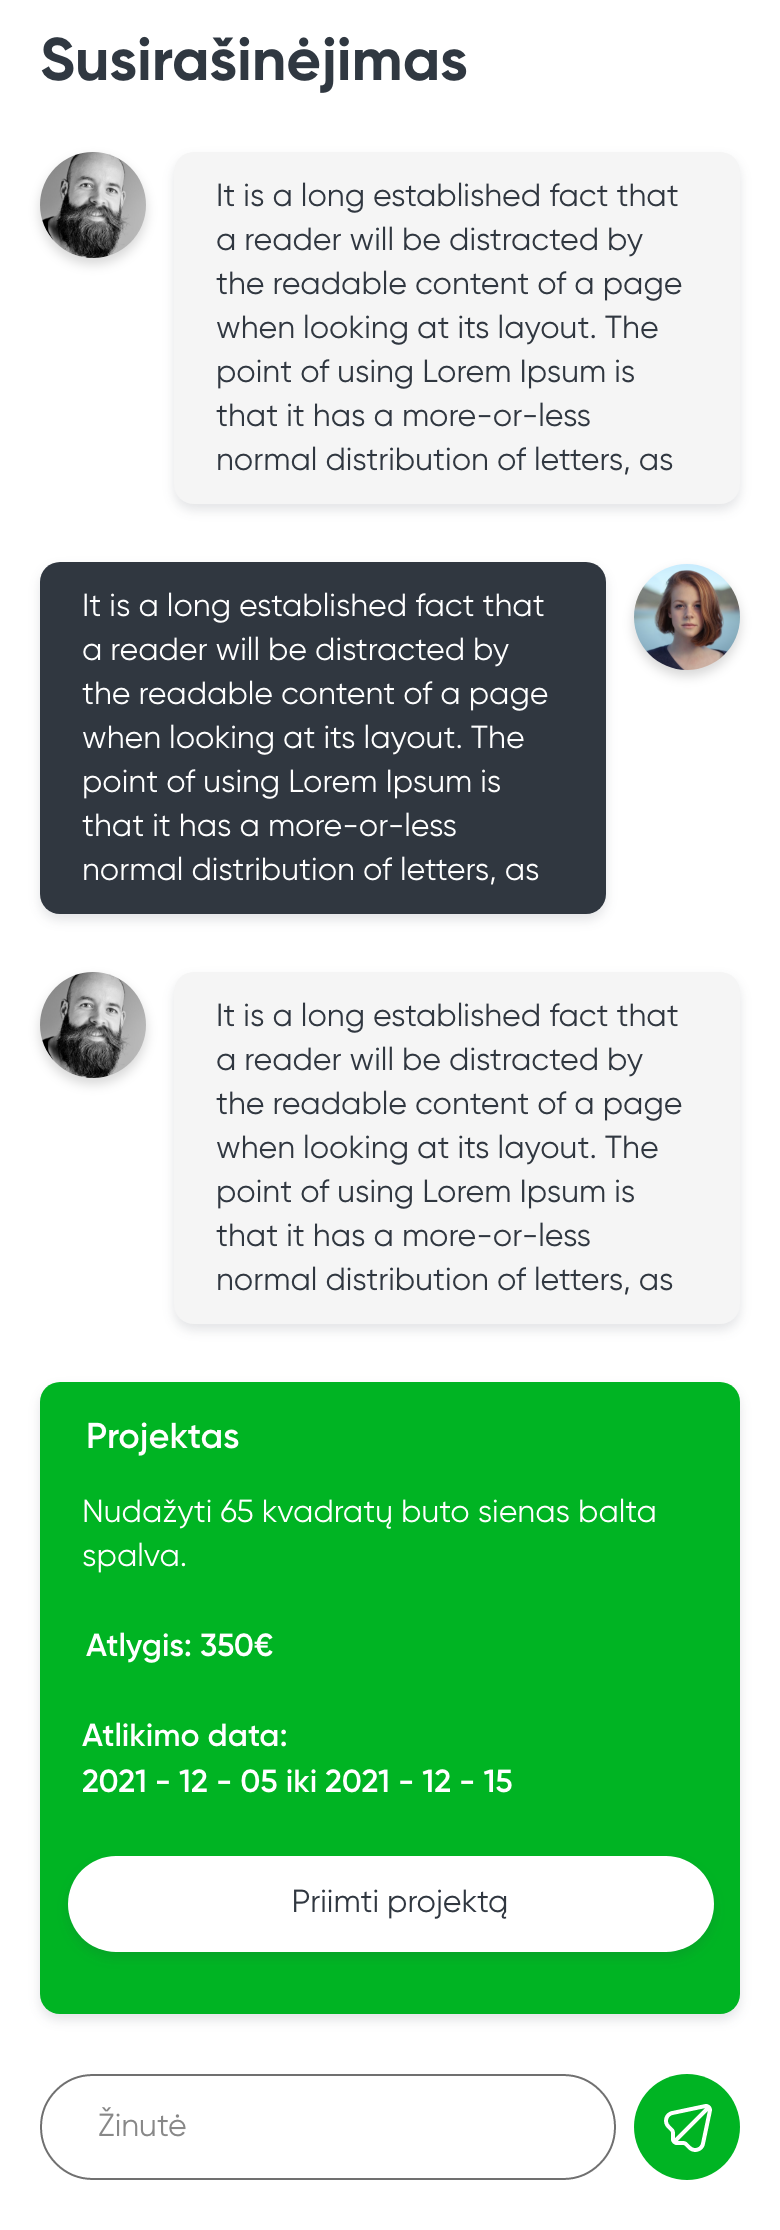 Susirašinėjimas
It is a long established fact that
a reader will be distracted by
the readable content of a page
when looking at its layout. The
point of using Lorem Ipsum is
that it has a more-or-less
normal distribution of letters, as
It is a long established fact that
a reader will be distracted by
the readable content of a page
when looking at its layout. The
point of using Lorem Ipsum is
that it has a more-or-less
normal distribution of letters, as
It is a long established fact that
a reader will be distracted by
the readable content of a page
when looking at its layout. The
point of using Lorem Ipsum is
that it has a more-or-less
normal distribution of letters, as
Projektas
Nudažyti 65 kvadratų buto sienas balta
spalva.
Atlygis: 350€
Atlikimo data:
2021 - 12 - 05 iki 2021 - 12 - 15
Priimti projektą
Žinutė